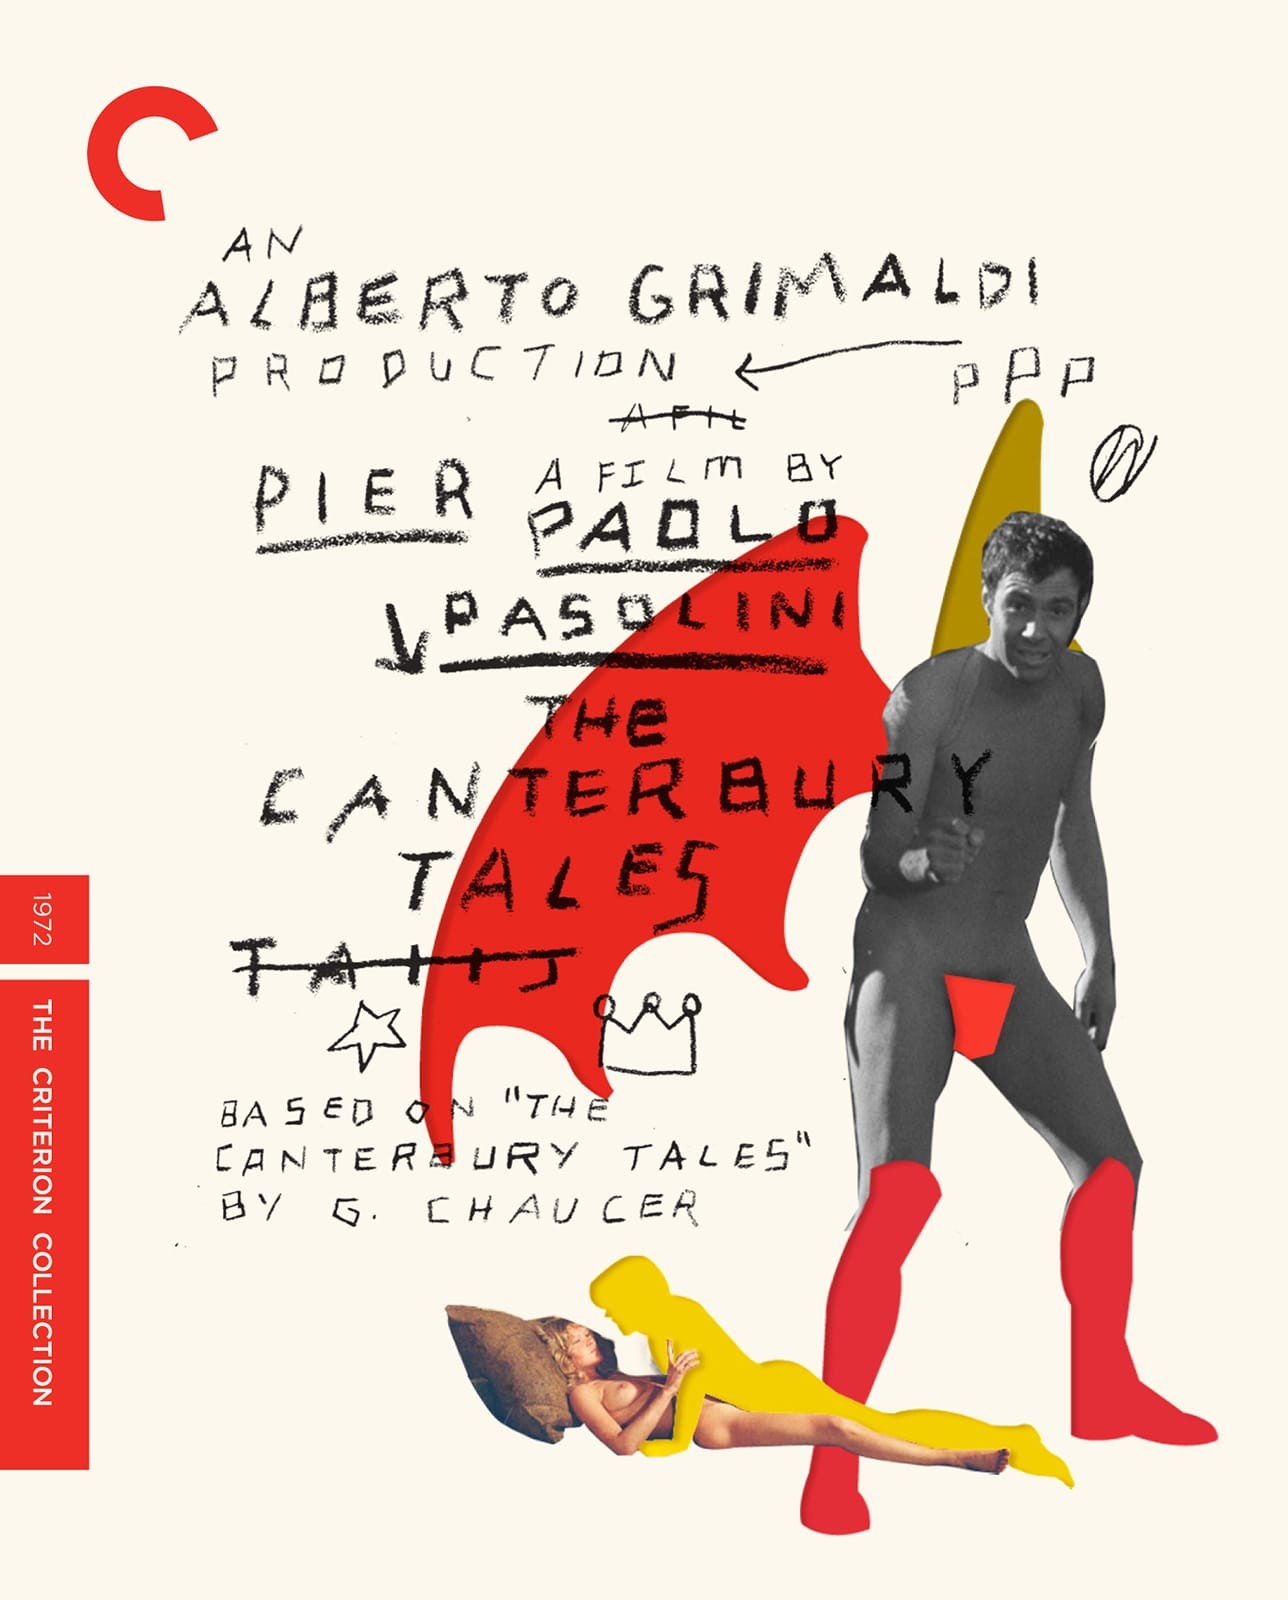 AN
ALBERTO GRIMALDI
PRODUCTION
PPP
A FIL
PIER
A FILM BY
PAOLO
PASOLINI
THE
CANTERBURY
TALES
BASED ON "THE
CANTERBURY TALES"
BY G. CHAUCER
1972
THE CRITERION COLLECTION